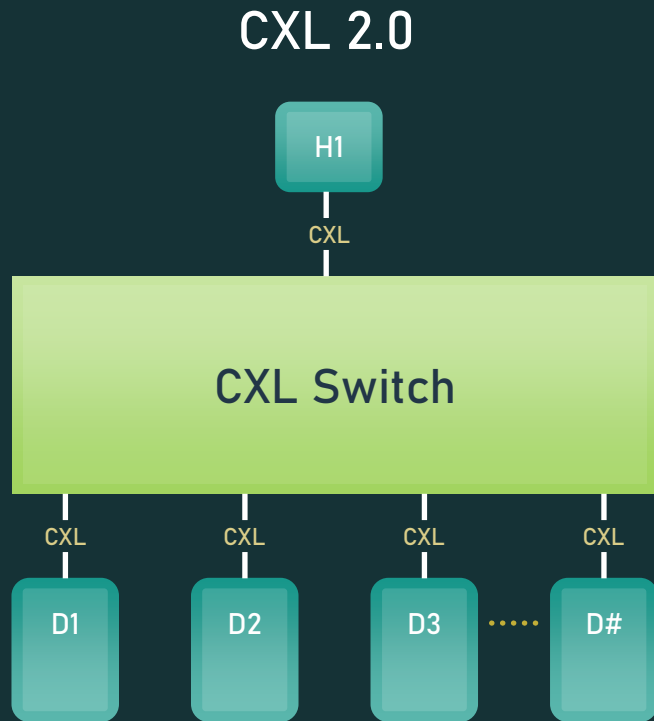 CXL 2.0
H1
CXL
CXL Switch
CXL CXL CXL CXL
D1 D2 D3 ..... D#